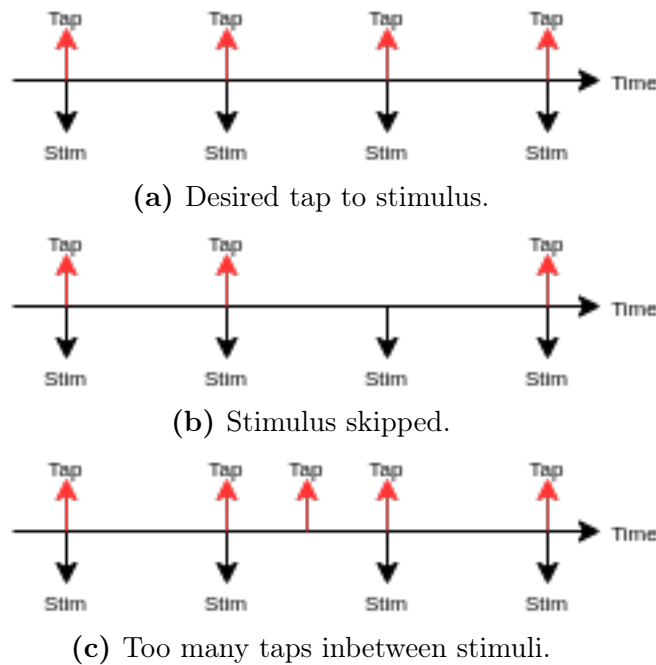 Tap Tap Tap Tap
Time
Stim Stim Stim Stim
(a) Desired tap to stimulus.
Tap Tap Tap
Time
Stim Stim Stim Stim
(b) Stimulus skipped.
Tap Tap Tap Tap Tap
Time
Stim Stim Stim Stim
(c) Too many taps inbetween stimuli.